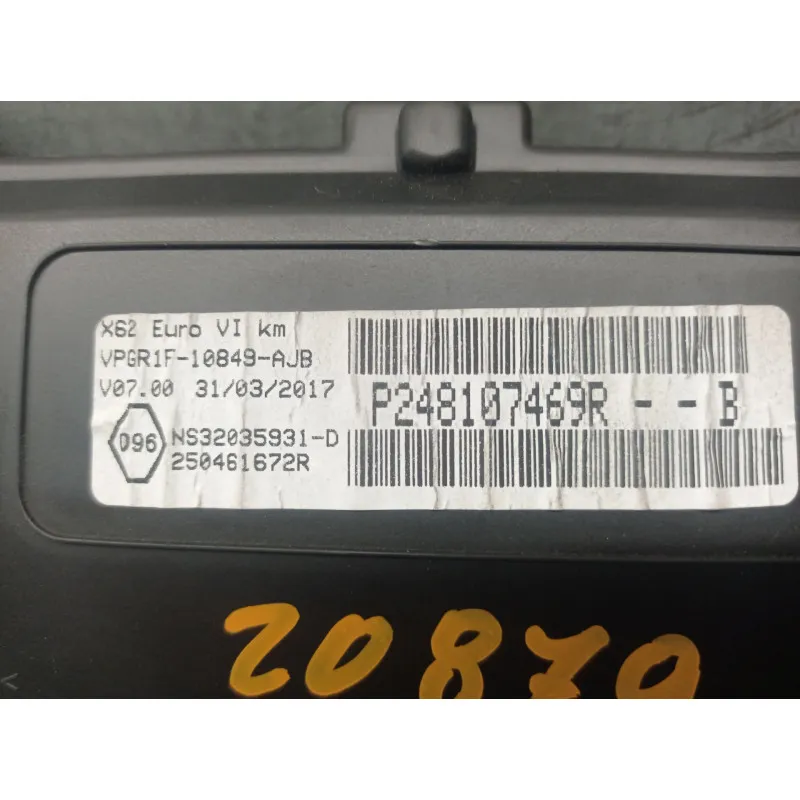 X62 Euro VI km
VPGR1F-10849-AJB
V07.00 31/03/2017
D96
NS32035931-D
250461672R
P248107469R - - B
20870